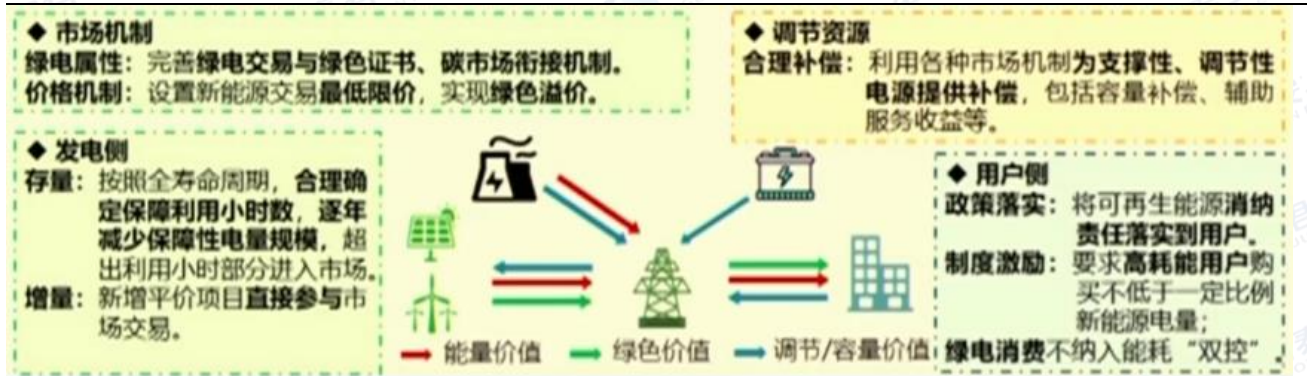 ◆ 市场机制
绿电属性：完善绿电交易与绿色证书、碳市场衔接机制。
价格机制：设置新能源交易最低限价，实现绿色溢价。
◆ 调节资源
合理补偿：利用各种市场机制为支撑性、调节性
电源提供补偿，包括容量补偿、辅助
服务收益等。
◆ 发电侧
存量：按照全寿命周期，合理确
定保障利用小时数，逐年
减少保障性电量规模，超
出利用小时部分进入市场。
增量：新增平价项目直接参与市
场交易。
◆ 用户侧
政策落实：将可再生能源消纳
责任落实到用户。
制度激励：要求高耗能用户购
买不低于一定比例
新能源电量；
绿电消费不纳入能耗“双控”。
能量价值 绿色价值 调节/容量价值